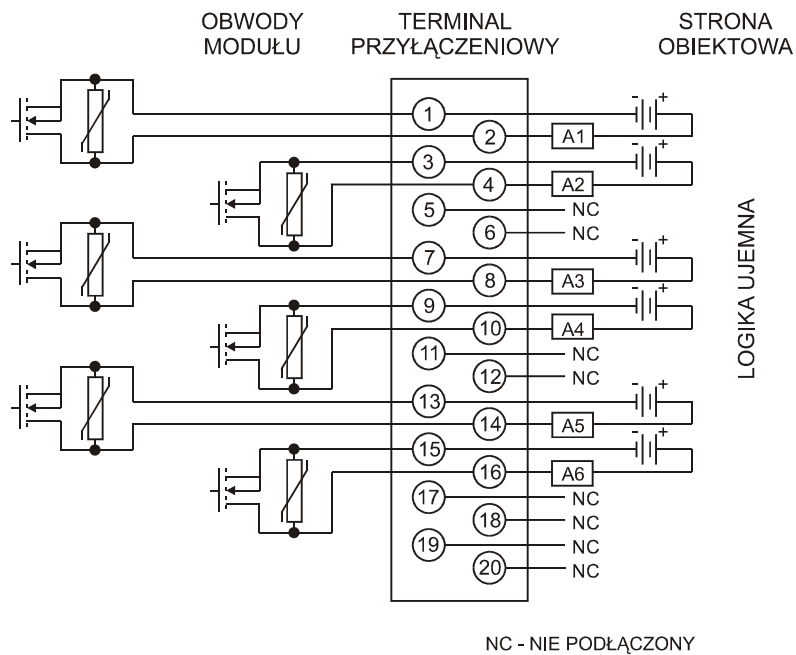 OBWODY
MODUŁU
TERMINAL
PRZYŁĄCZENIOWY
STRONA
OBIEKTOWA
1
- +
2
A1
3
- +
4
A2
5
NC
6
NC
7
- +
8
A3
9
- +
10
A4
11
NC
12
NC
13
- +
14
A5
15
- +
16
A6
17
NC
18
NC
19
NC
20
NC
LOGIKA UJEMNA
NC - NIE PODŁĄCZONY